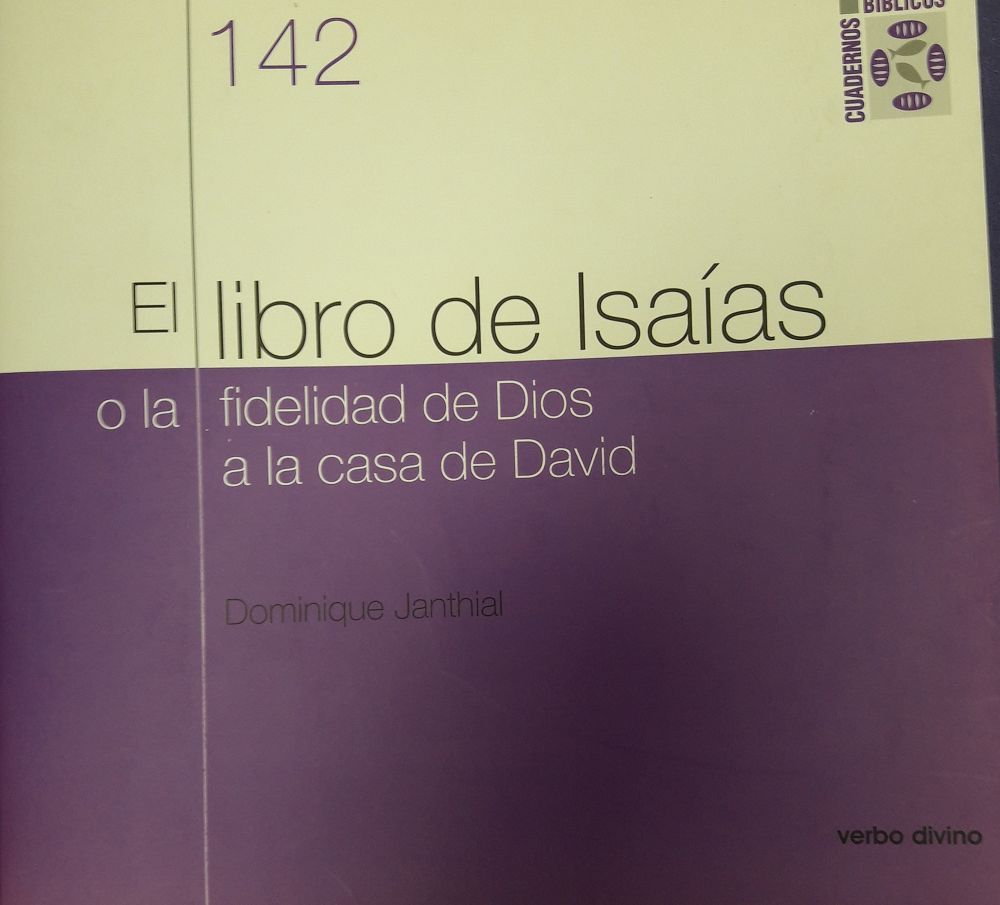 142
CUADERNOS
BÍBLICOS
El libro de Isaías
o la fidelidad de Dios
a la casa de David
Dominique Janthial
verbo divino